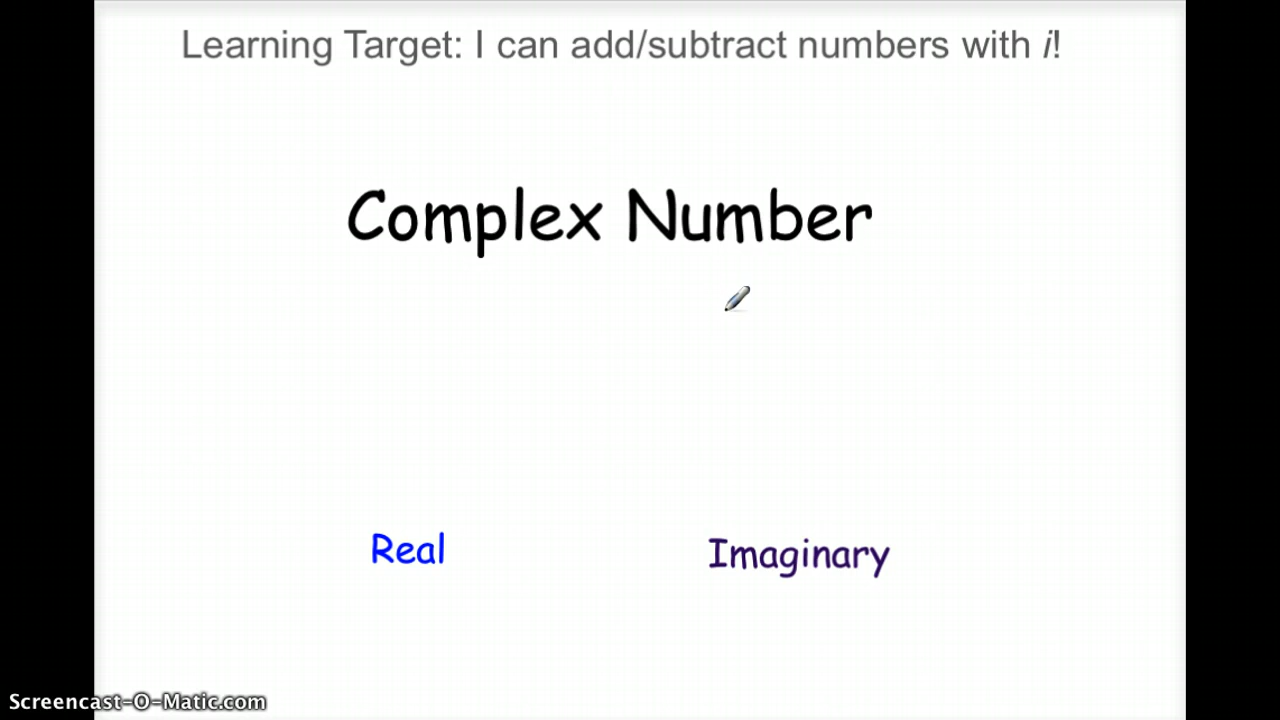 Learning Target: I can add/subtract numbers with i!
Complex Number
Real
Imaginary
Screencast-O-Matic.com